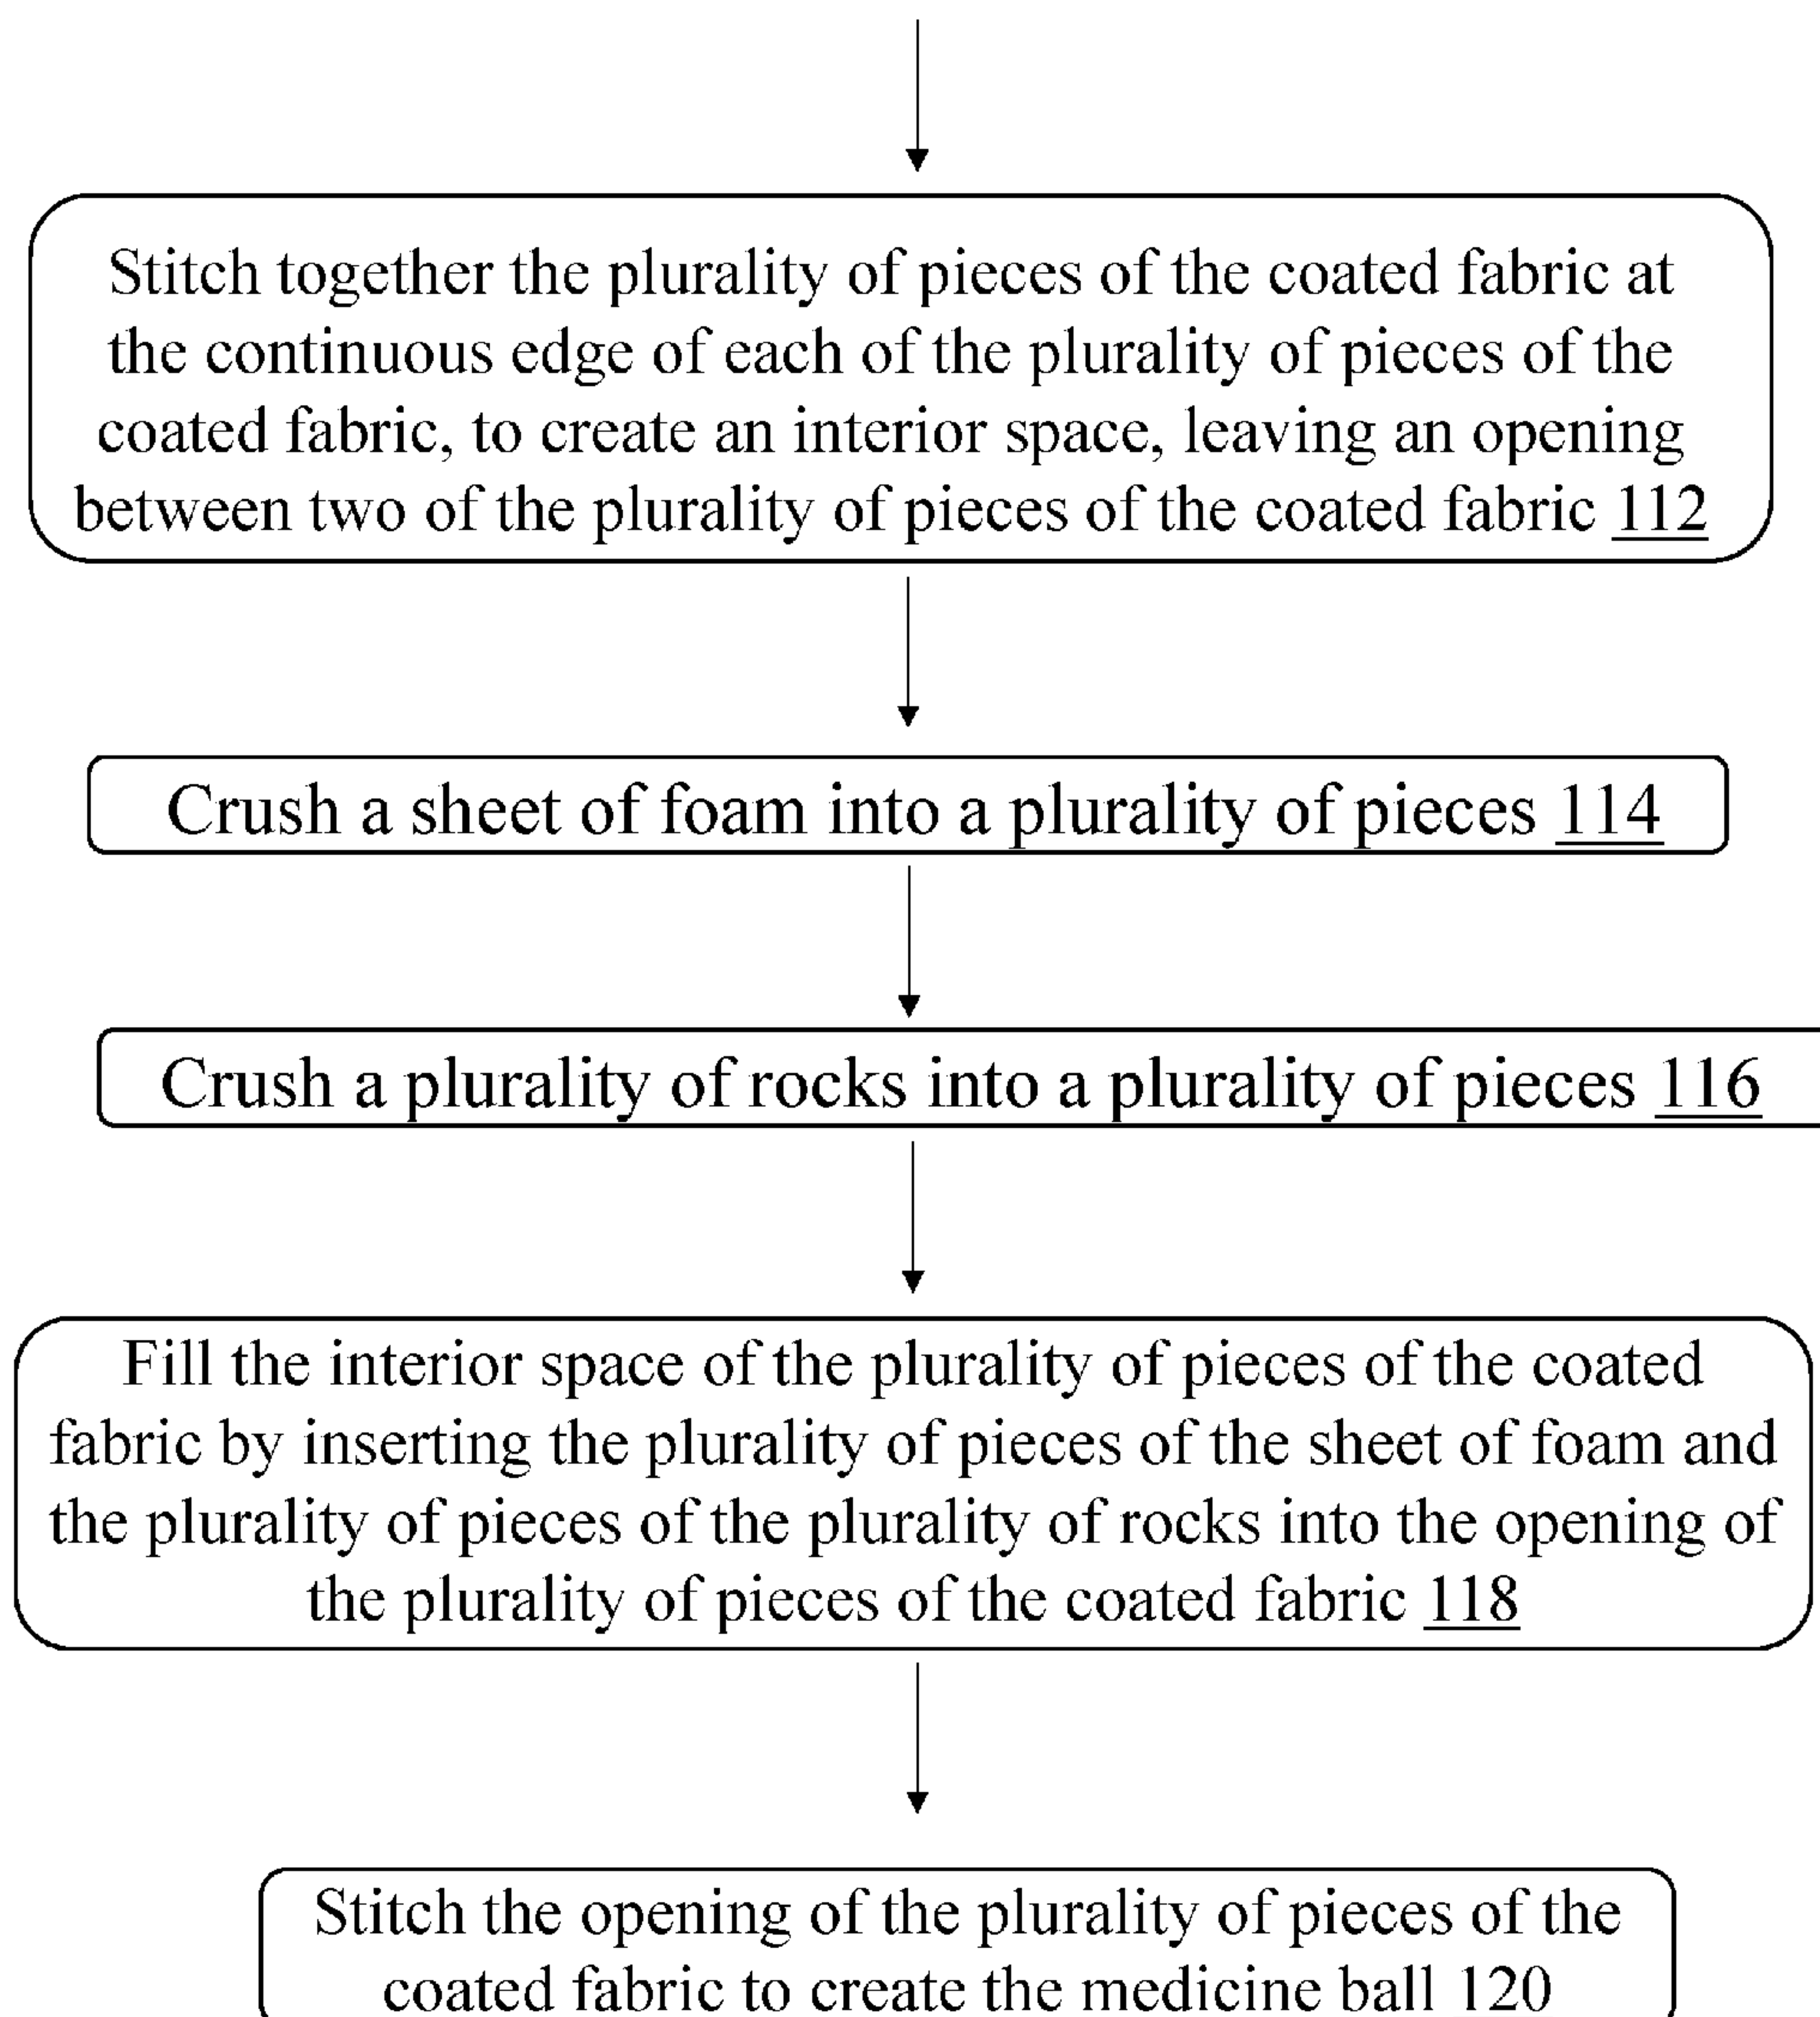 Stitch together the plurality of pieces of the coated fabric at
the continuous edge of each of the plurality of pieces of the
coated fabric, to create an interior space, leaving an opening
between two of the plurality of pieces of the coated fabric 112
Crush a sheet of foam into a plurality of pieces 114
Crush a plurality of rocks into a plurality of pieces 116
Fill the interior space of the plurality of pieces of the coated
fabric by inserting the plurality of pieces of the sheet of foam and
the plurality of pieces of the plurality of rocks into the opening of
the plurality of pieces of the coated fabric 118
Stitch the opening of the plurality of pieces of the
coated fabric to create the medicine ball 120